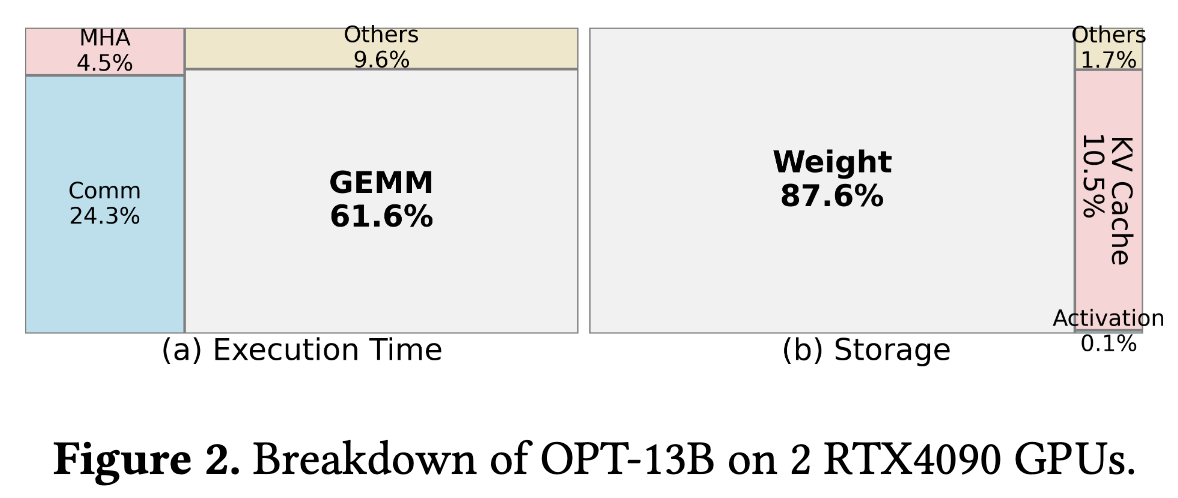 MHA
4.5%
Others
9.6%
Comm
24.3%
GEMM
61.6%
(a) Execution Time
Weight
87.6%
Others
1.7%
KV Cache
10.5%
Activation
0.1%
(b) Storage
Figure 2. Breakdown of OPT-13B on 2 RTX4090 GPUs.